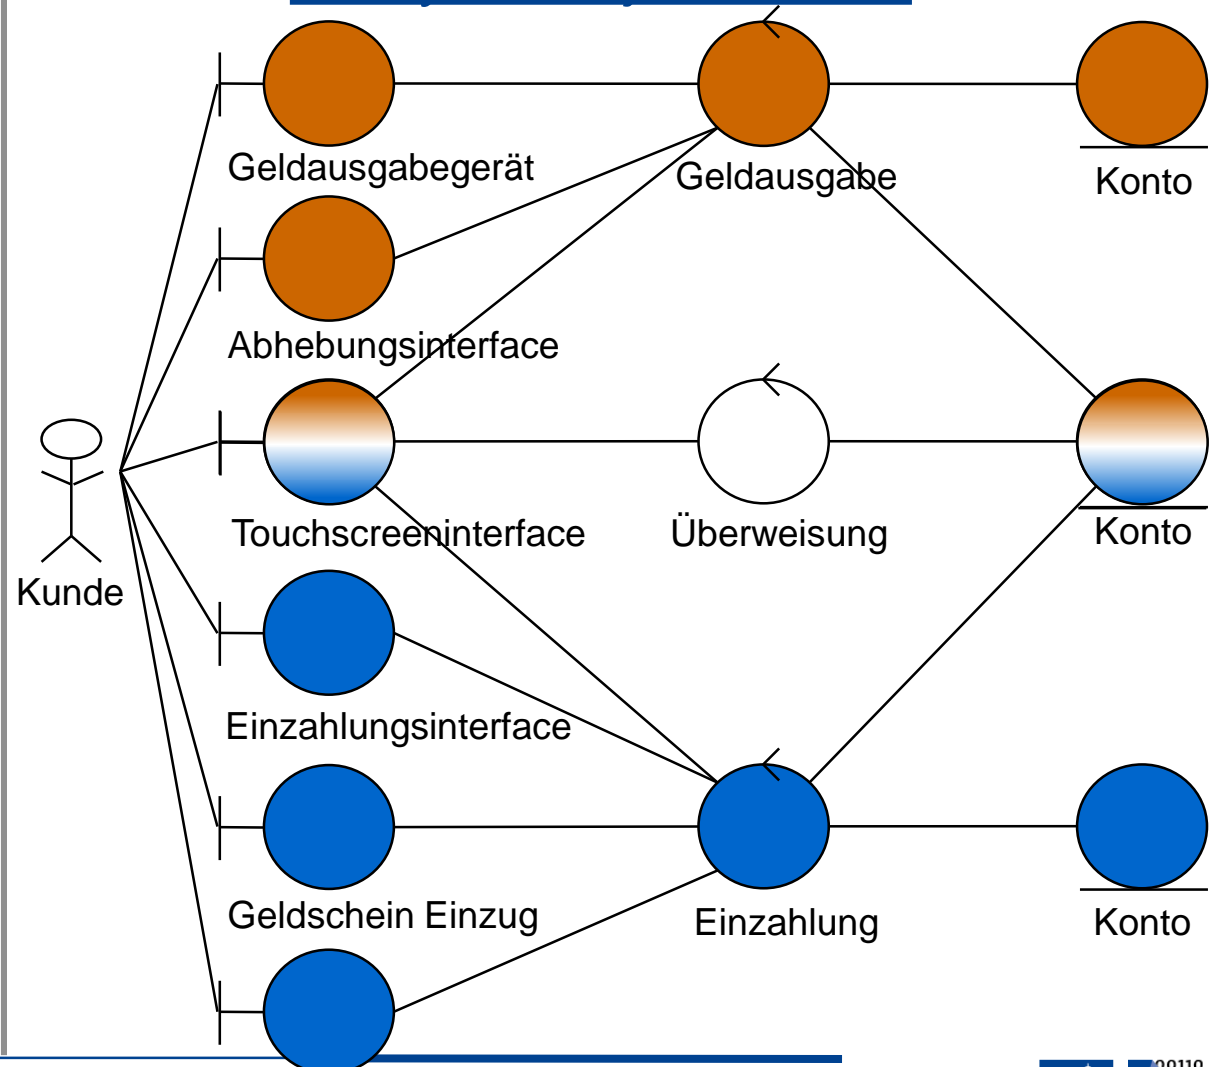 Geldausgabegerät
Geldausgabe
Konto
Abhebungsinterface
Touchscreeninterface
Überweisung
Konto
Kunde
Einzahlungsinterface
Geldschein Einzug
Einzahlung
Konto